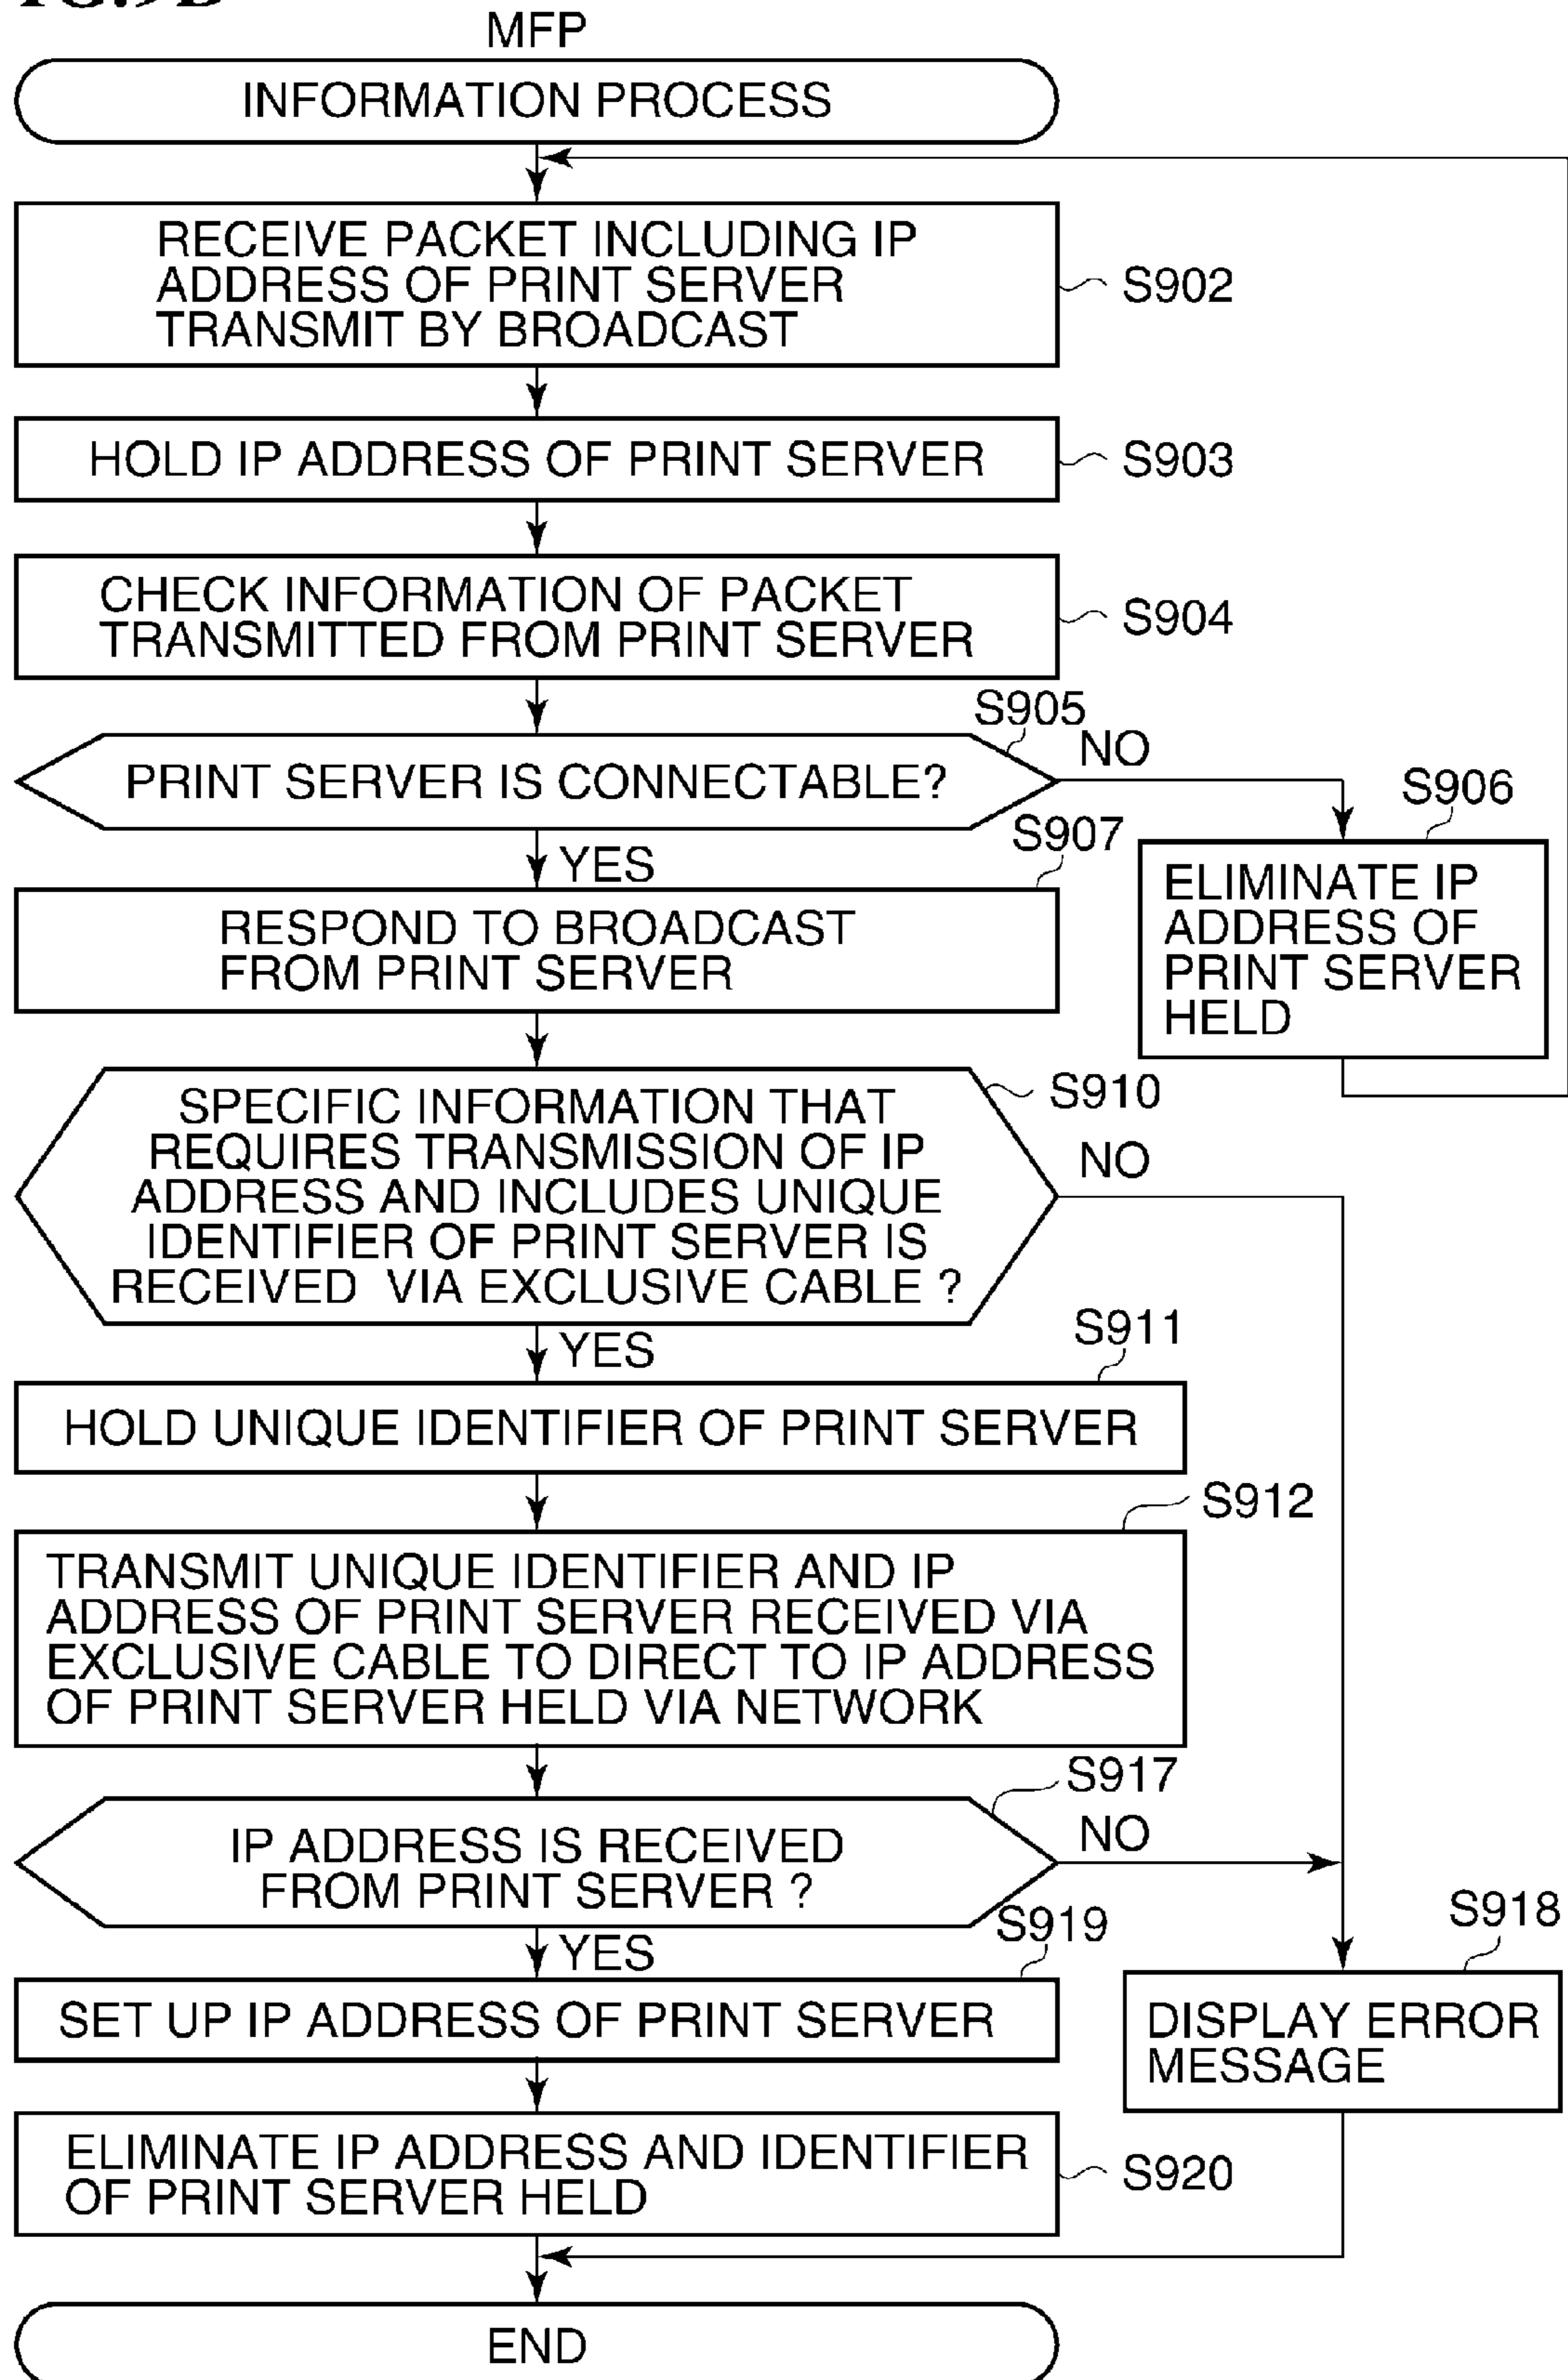 MFP
INFORMATION PROCESS
RECEIVE PACKET INCLUDING IP
ADDRESS OF PRINT SERVER
TRANSMIT BY BROADCAST
S902
HOLD IP ADDRESS OF PRINT SERVER
S903
CHECK INFORMATION OF PACKET
TRANSMITTED FROM PRINT SERVER
S904
S905
PRINT SERVER IS CONNECTABLE?
NO
S906
ELIMINATE IP
ADDRESS OF
PRINT SERVER
HELD
YES
S907
RESPOND TO BROADCAST
FROM PRINT SERVER
S910
SPECIFIC INFORMATION THAT
REQUIRES TRANSMISSION OF IP
ADDRESS AND INCLUDES UNIQUE
IDENTIFIER OF PRINT SERVER IS
RECEIVED VIA EXCLUSIVE CABLE ?
NO
YES
S911
HOLD UNIQUE IDENTIFIER OF PRINT SERVER
S912
TRANSMIT UNIQUE IDENTIFIER AND IP
ADDRESS OF PRINT SERVER RECEIVED VIA
EXCLUSIVE CABLE TO DIRECT TO IP ADDRESS
OF PRINT SERVER HELD VIA NETWORK
S917
IP ADDRESS IS RECEIVED
FROM PRINT SERVER ?
NO
S918
DISPLAY ERROR
MESSAGE
YES
S919
SET UP IP ADDRESS OF PRINT SERVER
ELIMINATE IP ADDRESS AND IDENTIFIER
OF PRINT SERVER HELD
S920
END